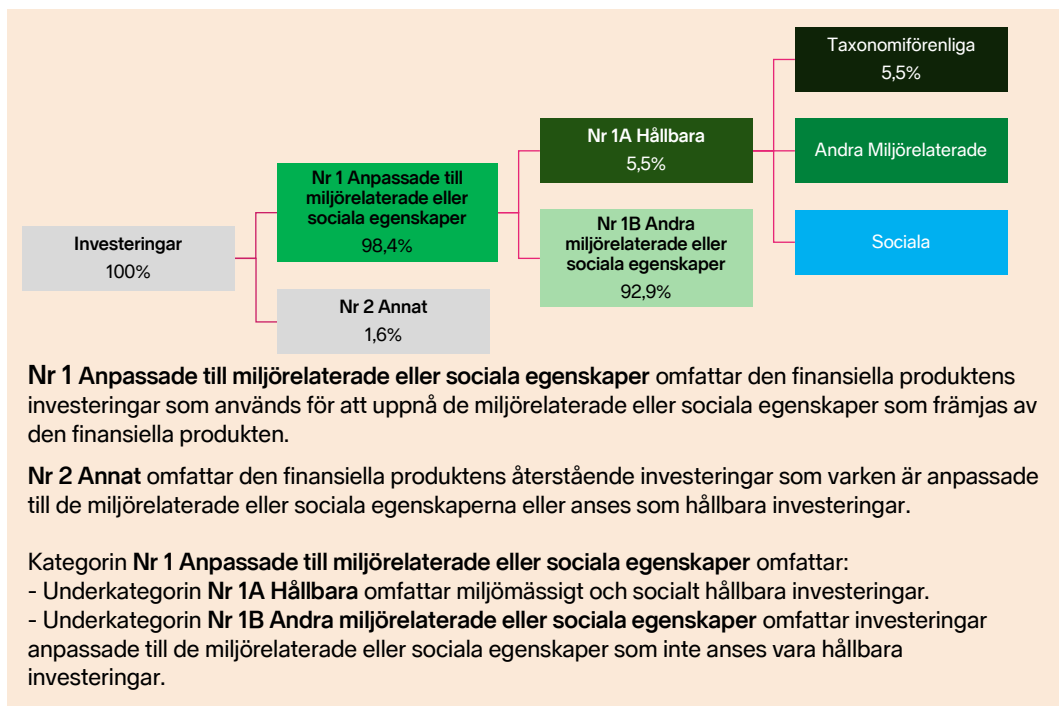 Taxonomiförenliga
5,5%
Nr 1A Hållbara
5,5%
Andra Miljörelaterade
Nr 1 Anpassade till
miljörelaterade eller
sociala egenskaper
98,4%
Nr 1B Andra
miljörelaterade eller
sociala egenskaper
92,9%
Sociala
Investeringar
100%
Nr 2 Annat
1,6%
Nr 1 Anpassade till miljörelaterade eller sociala egenskaper omfattar den finansiella produktens
investeringar som används för att uppnå de miljörelaterade eller sociala egenskaper som främjas av
den finansiella produkten.
Nr 2 Annat omfattar den finansiella produktens återstående investeringar som varken är anpassade
till de miljörelaterade eller sociala egenskaperna eller anses som hållbara investeringar.
Kategorin Nr 1 Anpassade till miljörelaterade eller sociala egenskaper omfattar:
- Underkategorin Nr 1A Hållbara omfattar miljömässigt och socialt hållbara investeringar.
- Underkategorin Nr 1B Andra miljörelaterade eller sociala egenskaper omfattar investeringar
anpassade till de miljörelaterade eller sociala egenskaper som inte anses vara hållbara
investeringar.